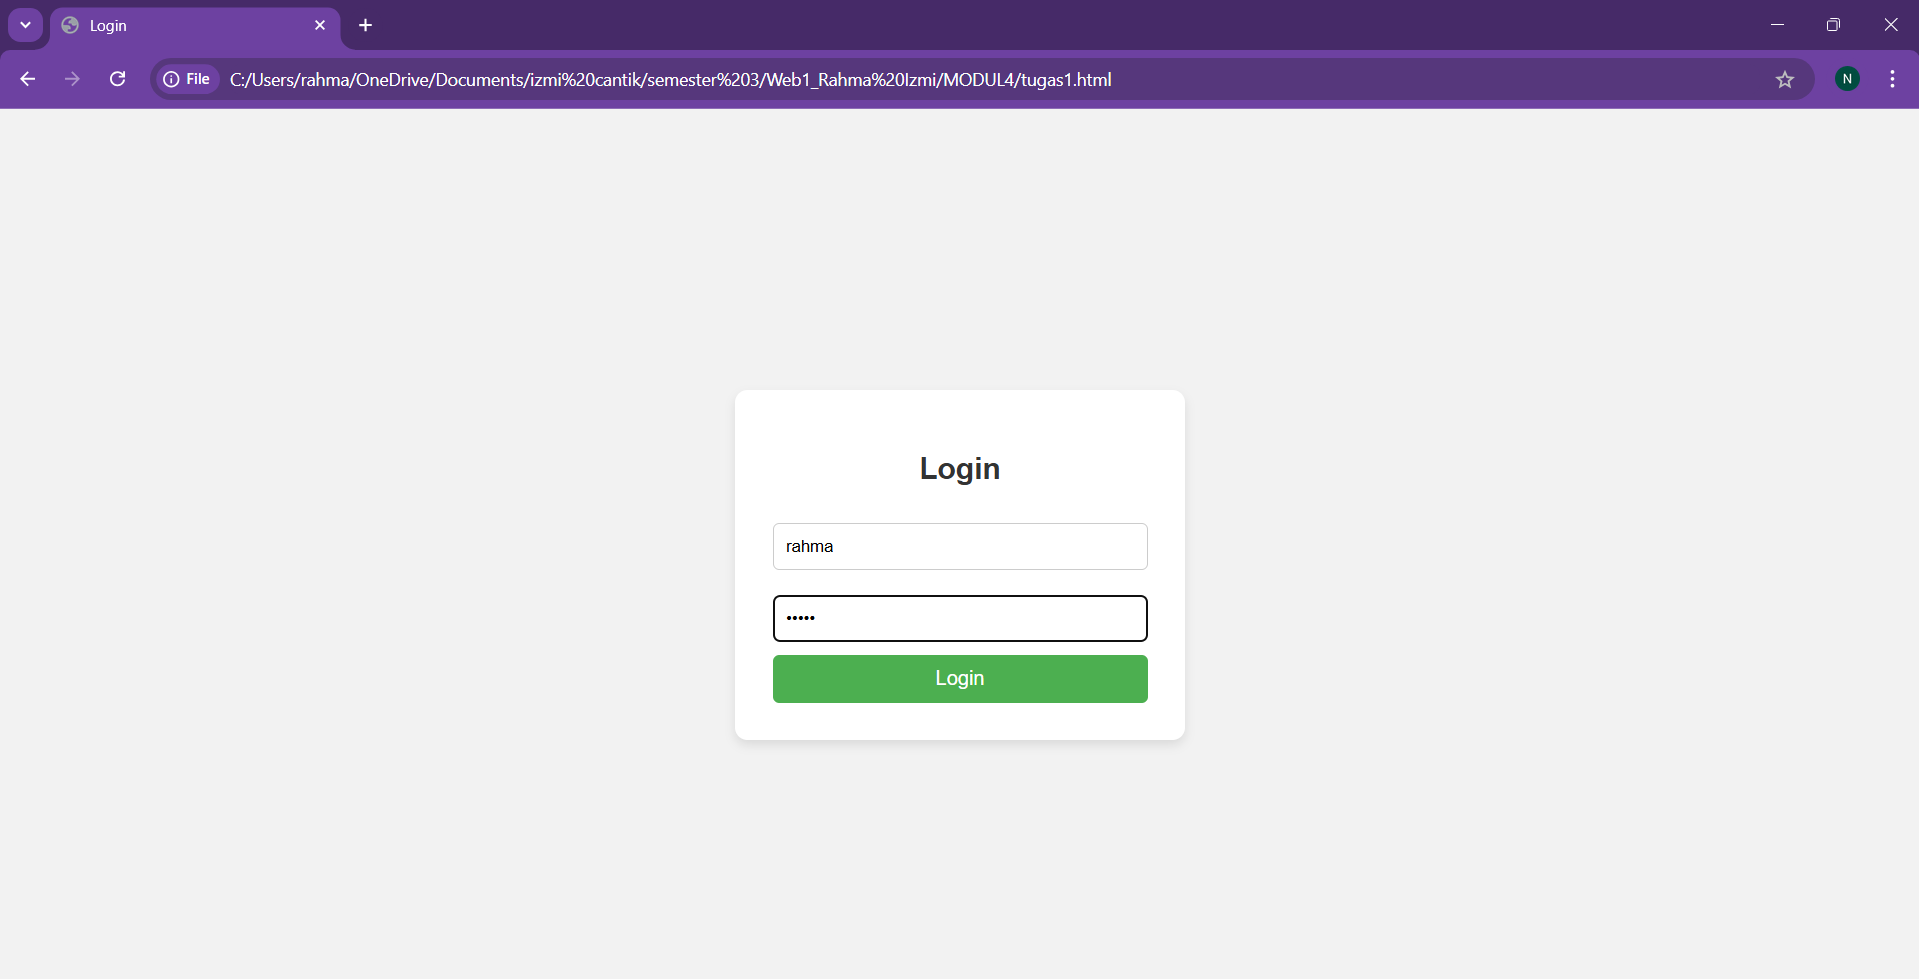 Login
File C:/Users/rahma/OneDrive/Documents/izmi%20cantik/semester%203/Web1_Rahma%20Izmi/MODUL4/tugas1.html N
Login
rahma
•••••
Login